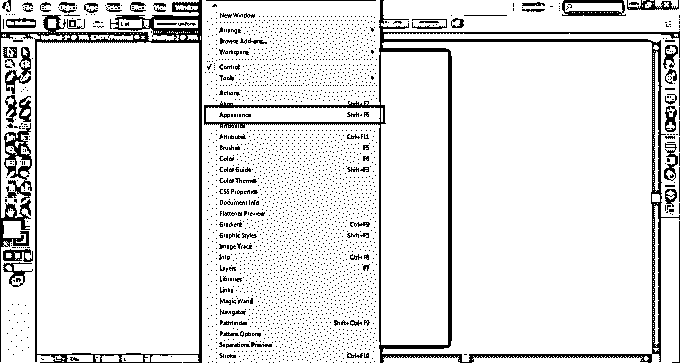 Window
New Window
Arrange
Browse Add-ons...
Workspace
Control
Tools
Actions
Align Shift+F7
Appearance Shift+F6
Artboards
Attributes Ctrl+F11
Brushes F5
Color F6
Color Guide Shift+F3
Color Themes
CSS Properties
Document Info
Flattener Preview
Gradient Ctrl+F9
Graphic Styles Shift+F5
Image Trace
Info Ctrl+F8
Layers F7
Libraries
Links
Magic Wand
Navigator
Pathfinder Shift+Ctrl+F9
Pattern Options
Separations Preview
Stroke Ctrl+F10